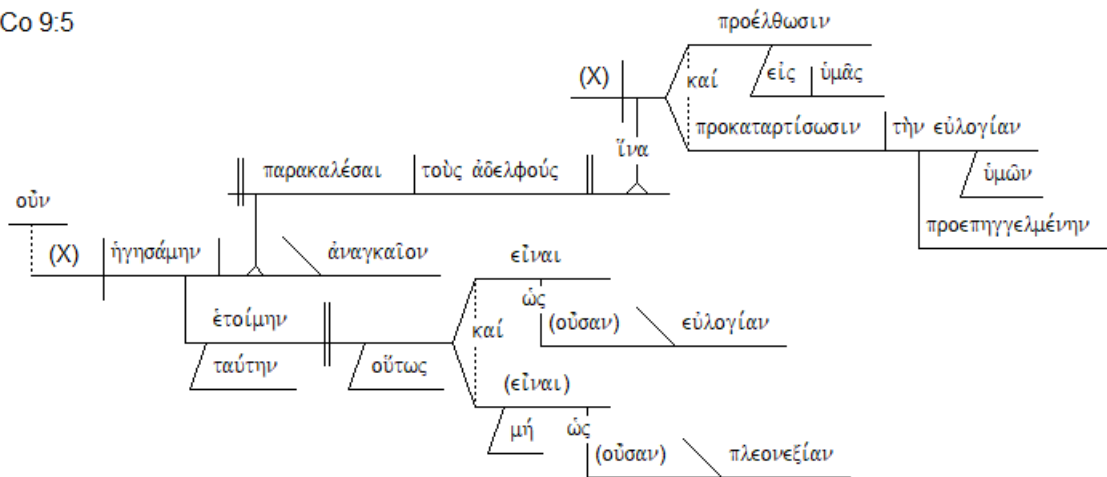 Co 9:5
προέλθωσιν
(X) καί εἰς ὑμᾶς
προκαταρτίσωσιν τὴν εὐλογίαν
ἵνα
παρακαλέσαι τοὺς ἀδελφούς ὑμῶν
οὖν
προεπηγγελμένην
(X) ἡγησάμην ἀναγκαῖον
εἶναι
ὡς
ἑτοίμην καί (οὖσαν) εὐλογίαν
ταύτην οὕτως
(εἶναι)
μή ὡς
(οὖσαν) πλεονεξίαν